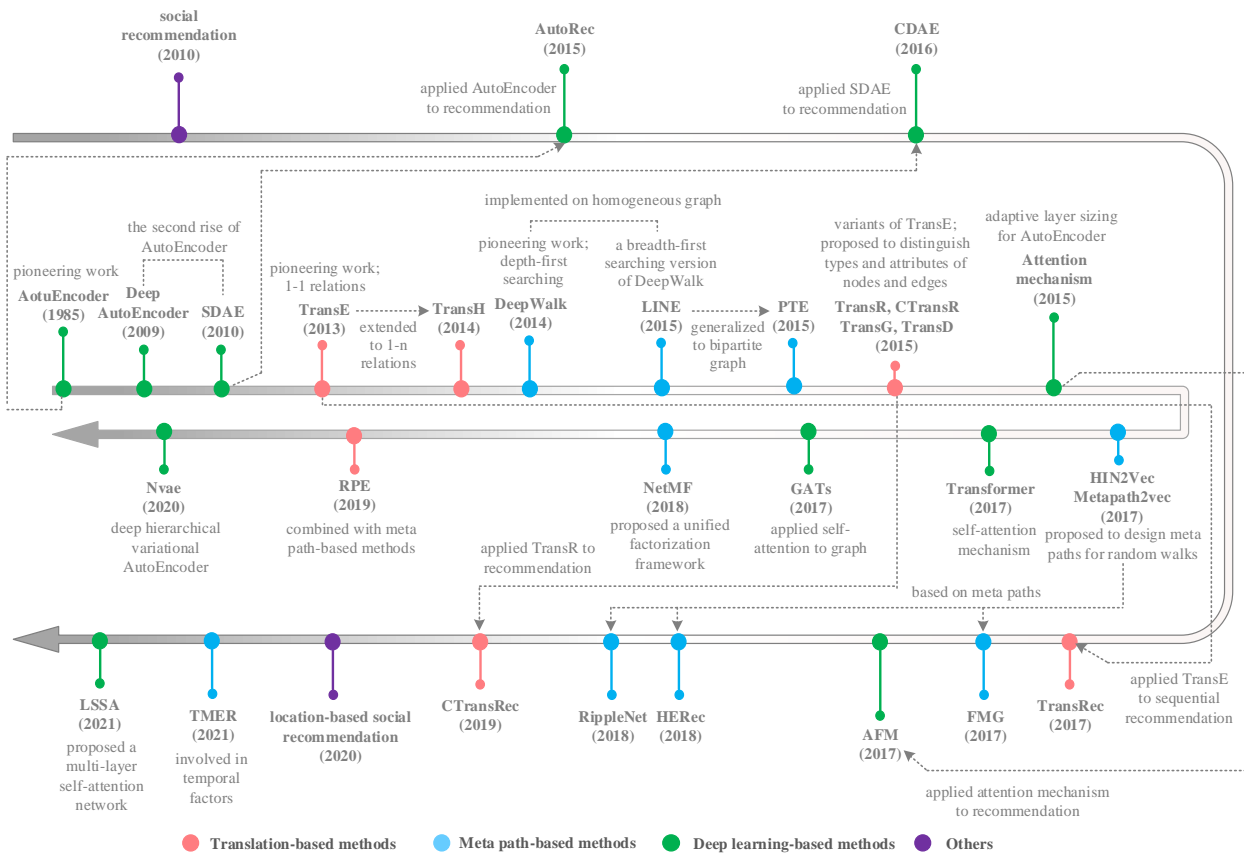 social
recommendation
(2010)
AutoRec
(2015)
CDAE
(2016)
applied AutoEncoder
to recommendation
applied SDAE
to recommendation
implemented on homogeneous graph
the second rise of
AutoEncoder
pioneering work
AotuEncoder
(1985)
Deep
AutoEncoder
(2009)
SDAE
(2010)
pioneering work;
1-1 relations
TransE
(2013)
extended
to 1-n
relations
TransH
(2014)
pioneering work;
depth-first
searching
DeepWalk
(2014)
a breadth-first
searching version
of DeepWalk
LINE
(2015)
generalized
to bipartite
graph
PTE
(2015)
variants of TransE;
proposed to distinguish
types and attributes of
nodes and edges
TransR, CTransR
TransG, TransD
(2015)
adaptive layer sizing
for AutoEncoder
Attention
mechanism
(2015)
Nvae
(2020)
deep hierarchical
variational
AutoEncoder
RPE
(2019)
combined with meta
path-based methods
NetMF
(2018)
proposed a unified
factorization
framework
GATs
(2017)
applied self-
attention to graph
Transformer
(2017)
self-attention
mechanism
HIN2Vec
Metapath2vec
(2017)
proposed to design meta
paths for random walks
applied TransR to
recommendation
based on meta paths
LSSA
(2021)
proposed a
multi-layer
self-attention
network
TMER
(2021)
involved in
temporal
factors
location-based social
recommendation
(2020)
CTransRec
(2019)
RippleNet
(2018)
HERec
(2018)
AFM
(2017)
FMG
(2017)
TransRec
(2017)
applied TransE
to sequential
recommendation
applied attention mechanism
to recommendation
Translation-based methods
Meta path-based methods
Deep learning-based methods
Others